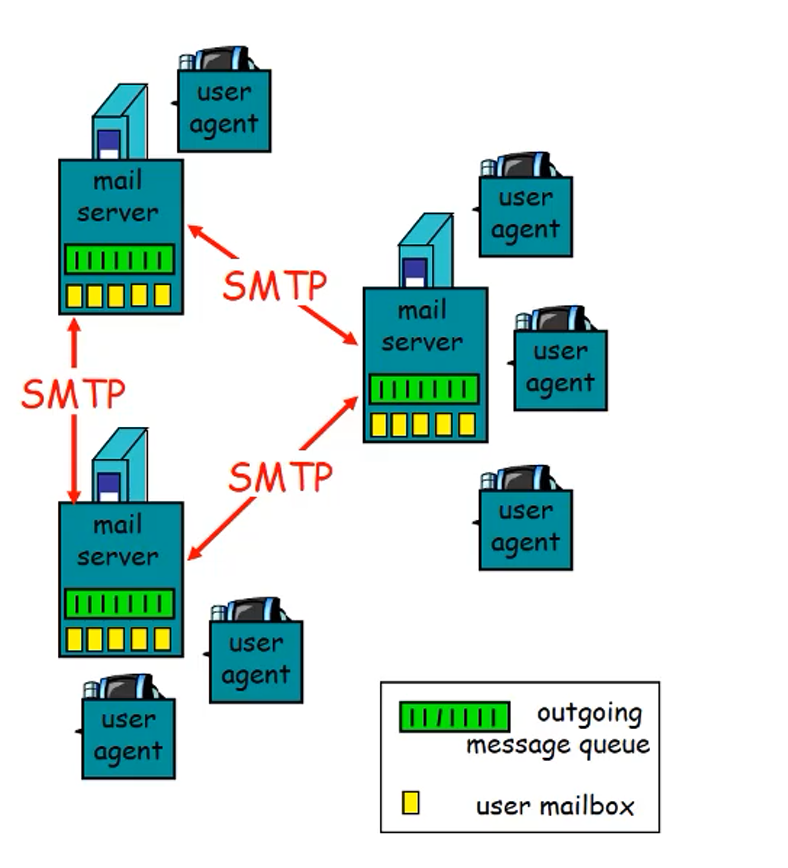 user
agent
mail
server
user
agent
SMTP
mail
server
user
agent
SMTP
SMTP
user
agent
mail
server
user
agent
user
agent
outgoing
message queue
user mailbox